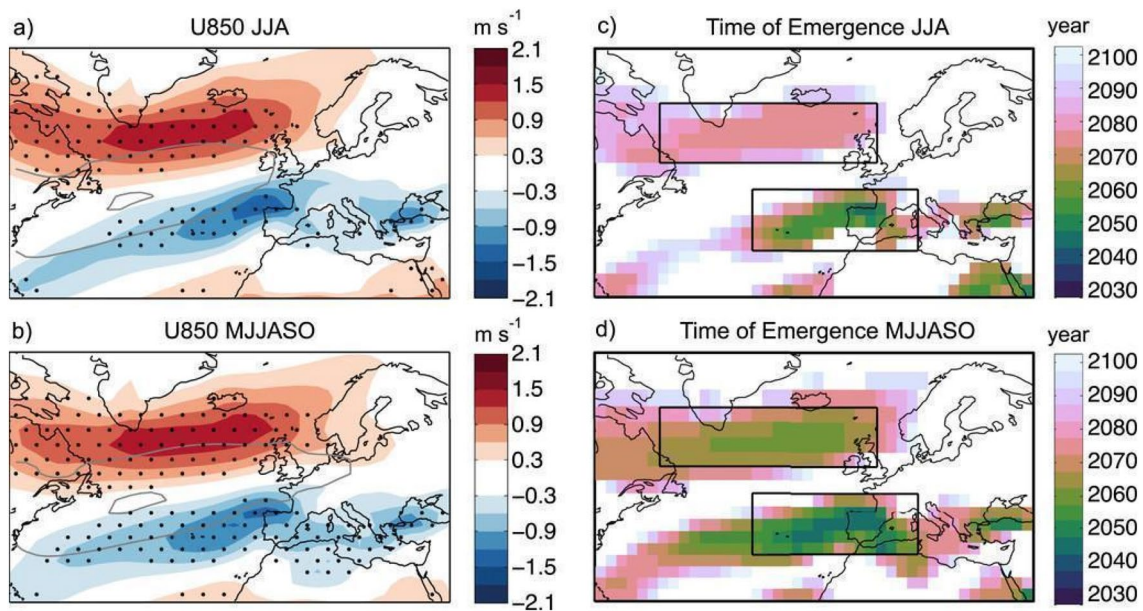 a)
U850 JJA
m s⁻¹
2.1
1.5
0.9
0.3
−0.3
−0.9
−1.5
−2.1
c)
Time of Emergence JJA
year
2100
2090
2080
2070
2060
2050
2040
2030
b)
U850 MJJASO
m s⁻¹
2.1
1.5
0.9
0.3
−0.3
−0.9
−1.5
−2.1
d)
Time of Emergence MJJASO
year
2100
2090
2080
2070
2060
2050
2040
2030